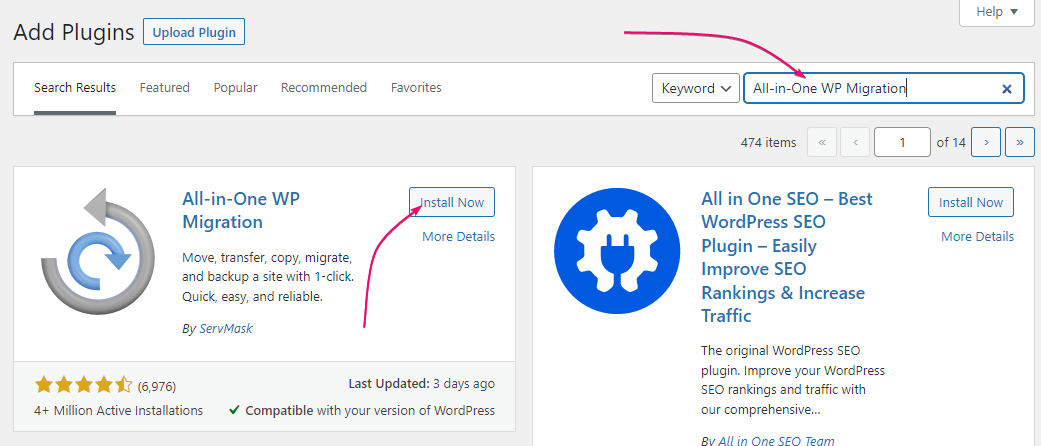 Help
Add Plugins Upload Plugin
Search Results Featured Popular Recommended Favorites Keyword All-in-One WP Migration
474 items « ‹ 1 of 14 › »
All-in-One WP
Migration
Install Now
More Details
Move, transfer, copy, migrate,
and backup a site with 1-click.
Quick, easy, and reliable.
By ServMask
(6,976)
4+ Million Active Installations
Last Updated: 3 days ago
Compatible with your version of WordPress
All in One SEO – Best
WordPress SEO
Plugin – Easily
Improve SEO
Rankings & Increase
Traffic
Install Now
More Details
The original WordPress SEO
plugin. Improve your WordPress
SEO rankings and traffic with
our comprehensive...
By All in One SEO Team